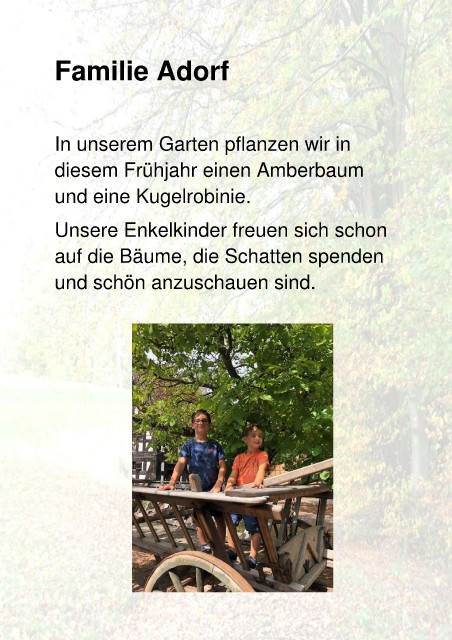 Familie Adorf
In unserem Garten pflanzen wir in
diesem Frühjahr einen Amberbaum
und eine Kugelrobinie.
Unsere Enkelkinder freuen sich schon
auf die Bäume, die Schatten spenden
und schön anzuschauen sind.